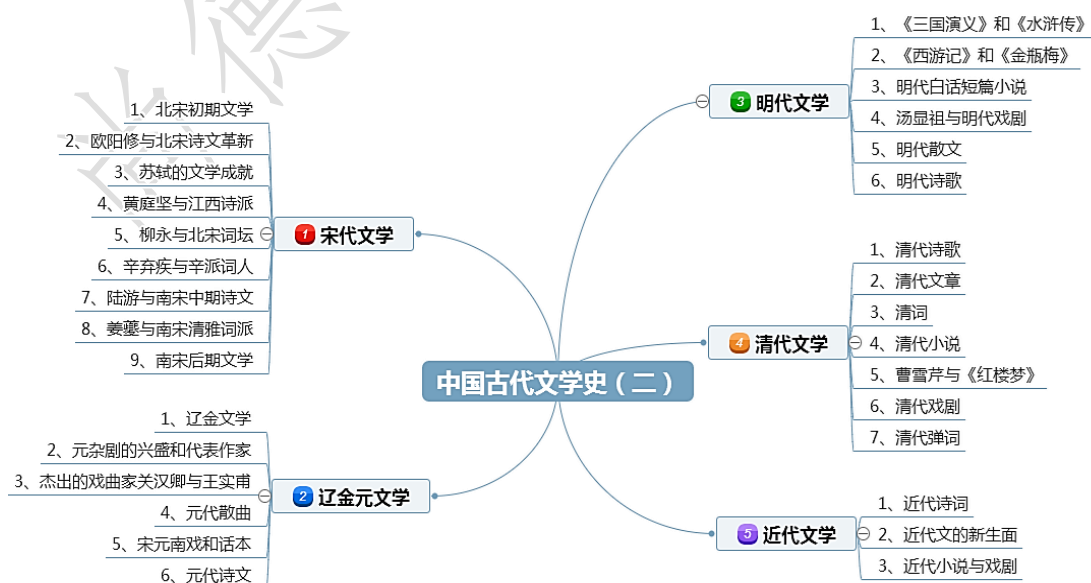 中国古代文学史（二）
1 宋代文学
1、北宋初期文学
2、欧阳修与北宋诗文革新
3、苏轼的文学成就
4、黄庭坚与江西诗派
5、柳永与北宋词坛
6、辛弃疾与辛派词人
7、陆游与南宋中期诗文
8、姜夔与南宋清雅词派
9、南宋后期文学
2 辽金元文学
1、辽金文学
2、元杂剧的兴盛和代表作家
3、杰出的戏曲家关汉卿与王实甫
4、元代散曲
5、宋元南戏和话本
6、元代诗文
3 明代文学
1、《三国演义》和《水浒传》
2、《西游记》和《金瓶梅》
3、明代白话短篇小说
4、汤显祖与明代戏剧
5、明代散文
6、明代诗歌
4 清代文学
1、清代诗歌
2、清代文章
3、清词
4、清代小说
5、曹雪芹与《红楼梦》
6、清代戏剧
7、清代弹词
5 近代文学
1、近代诗词
2、近代文的新生面
3、近代小说与戏剧
尚德